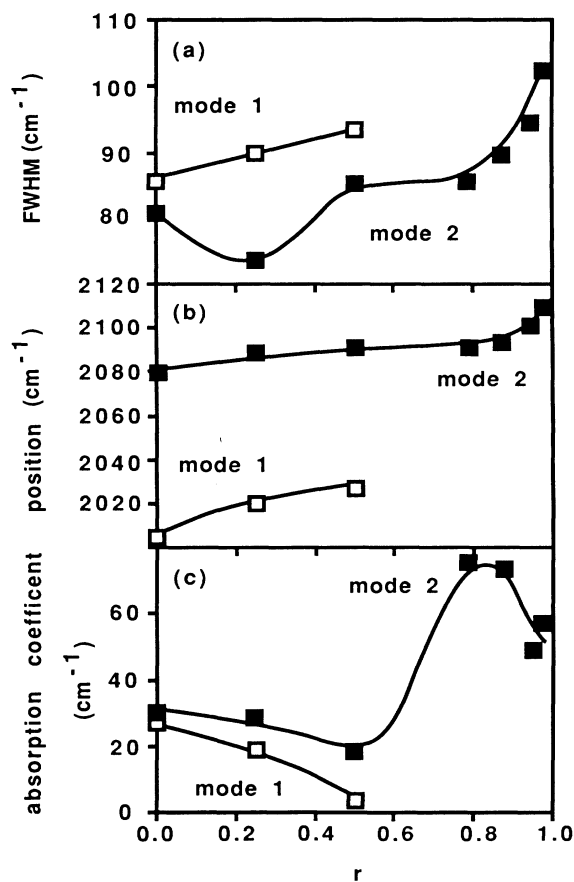 110
(a)
100
mode 1
90
80
mode 2
FWHM (cm⁻¹)
2120
(b)
2100
2080
mode 2
2060
2040
mode 1
2020
position (cm⁻¹)
(c)
mode 2
60
40
20
mode 1
0
absorption coefficent
(cm⁻¹)
0.0 0.2 0.4 0.6 0.8 1.0
r